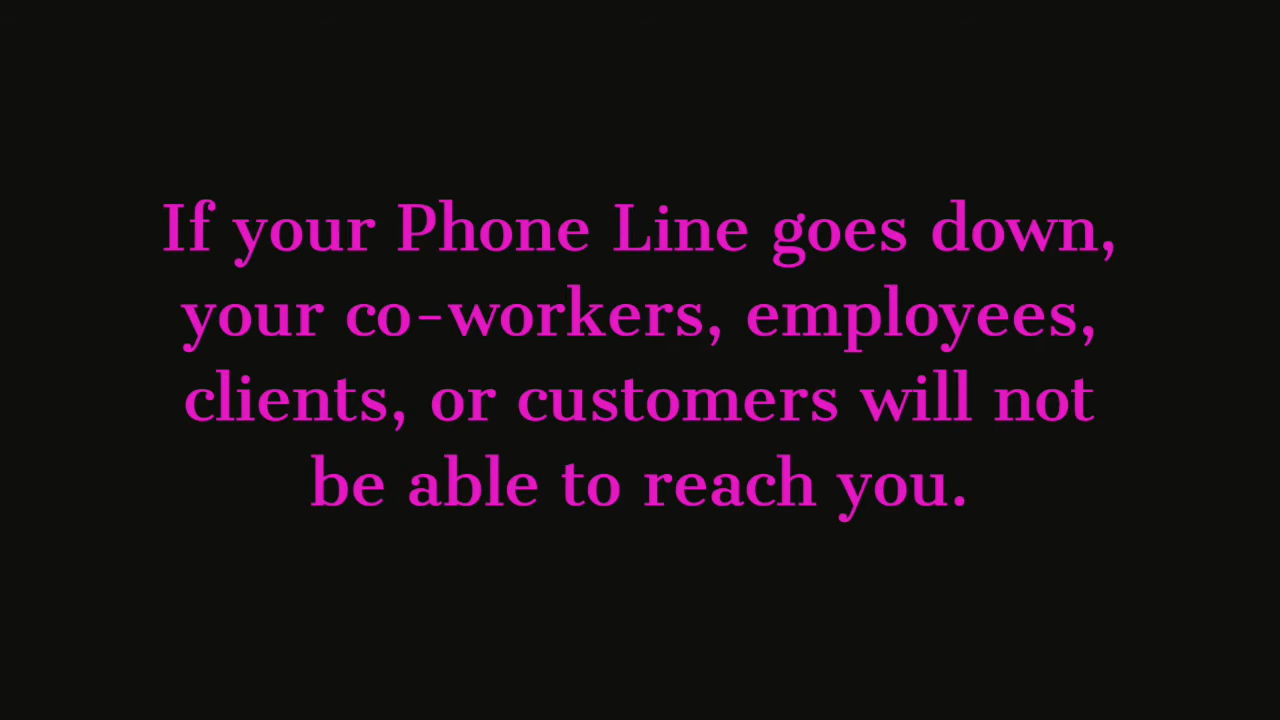 If your Phone Line goes down,
your co-workers, employees,
clients, or customers will not
be able to reach you.